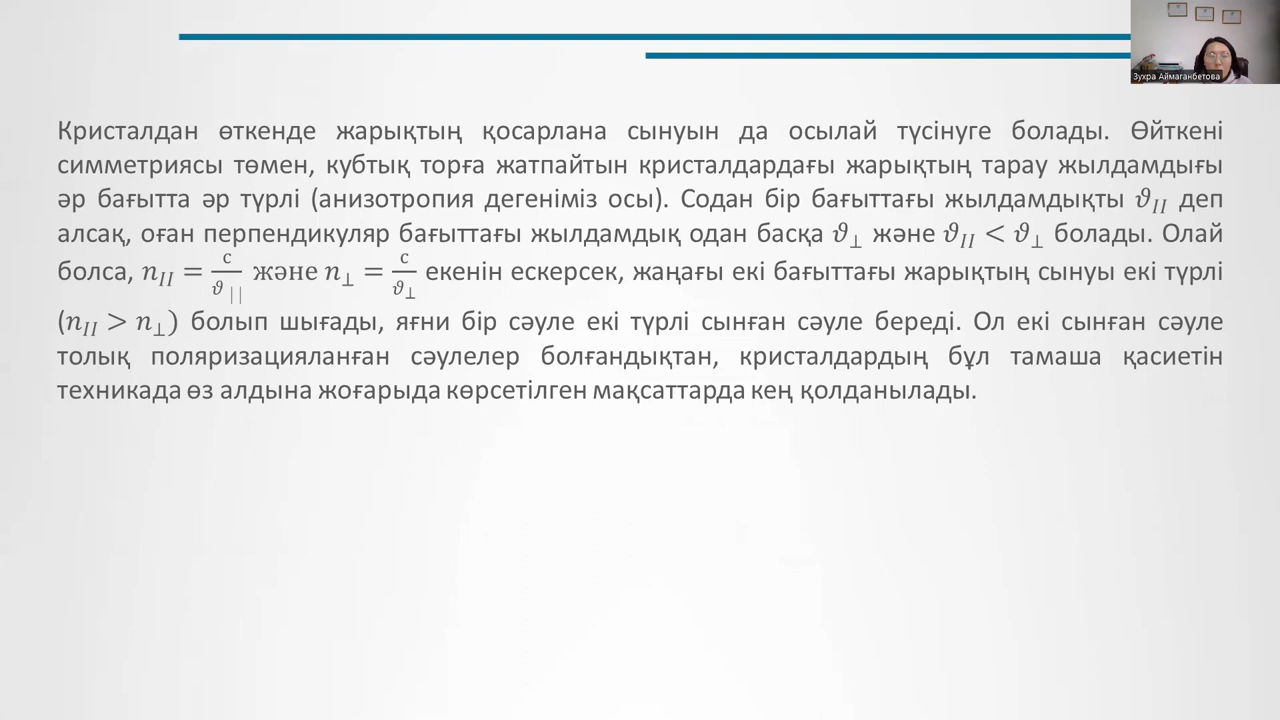 Зухра Аймаганбетова
Кристалдан өткенде жарықтың қосарлана сынуын да осылай түсінуге болады. Өйткені
симметриясы төмен, кубтық торға жатпайтын кристалдардағы жарықтың тарау жылдамдығы
әр бағытта әр түрлі (анизотропия дегеніміз осы). Содан бір бағыттағы жылдамдықты 𝜗_II деп
алсақ, оған перпендикуляр бағыттағы жылдамдық одан басқа 𝜗_⊥ және 𝜗_II < 𝜗_⊥ болады. Олай
болса, n_II = c/𝜗_|| және n_⊥ = c/𝜗_⊥ екенін ескерсек, жаңағы екі бағыттағы жарықтың сынуы екі түрлі
(n_II > n_⊥) болып шығады, яғни бір сәуле екі түрлі сынған сәуле береді. Ол екі сынған сәуле
толық поляризацияланған сәулелер болғандықтан, кристалдардың бұл тамаша қасиетін
техникада өз алдына жоғарыда көрсетілген мақсаттарда кең қолданылады.